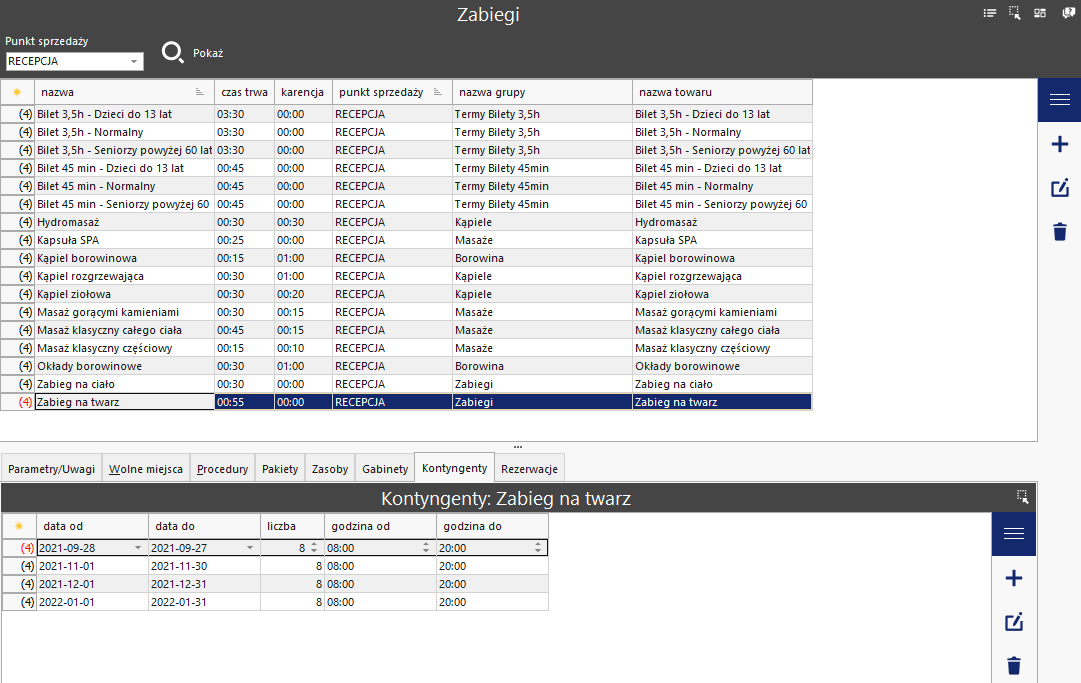 Zabiegi
Punkt sprzedaży
RECEPCJA
Pokaż
nazwa czas trwa karencja punkt sprzedaży nazwa grupy nazwa towaru
(4) Bilet 3,5h - Dzieci do 13 lat 03:30 00:00 RECEPCJA Termy Bilety 3,5h Bilet 3,5h - Dzieci do 13 lat
(4) Bilet 3,5h - Normalny 03:30 00:00 RECEPCJA Termy Bilety 3,5h Bilet 3,5h - Normalny
(4) Bilet 3,5h - Seniorzy powyżej 60 lat 03:30 00:00 RECEPCJA Termy Bilety 3,5h Bilet 3,5h - Seniorzy powyżej 60 lat
(4) Bilet 45 min - Dzieci do 13 lat 00:45 00:00 RECEPCJA Termy Bilety 45min Bilet 45 min - Dzieci do 13 lat
(4) Bilet 45 min - Normalny 00:45 00:00 RECEPCJA Termy Bilety 45min Bilet 45 min - Normalny
(4) Bilet 45 min - Seniorzy powyżej 60 00:45 00:00 RECEPCJA Termy Bilety 45min Bilet 45 min - Seniorzy powyżej 60
(4) Hydromasaż 00:30 00:30 RECEPCJA Kąpiele Hydromasaż
(4) Kapsuła SPA 00:25 00:00 RECEPCJA Masaże Kapsuła SPA
(4) Kąpiel borowinowa 00:15 01:00 RECEPCJA Borowina Kąpiel borowinowa
(4) Kąpiel rozgrzewająca 00:30 01:00 RECEPCJA Kąpiele Kąpiel rozgrzewająca
(4) Kąpiel ziołowa 00:30 00:20 RECEPCJA Kąpiele Kąpiel ziołowa
(4) Masaż gorącymi kamieniami 00:30 00:15 RECEPCJA Masaże Masaż gorącymi kamieniami
(4) Masaż klasyczny całego ciała 00:45 00:15 RECEPCJA Masaże Masaż klasyczny całego ciała
(4) Masaż klasyczny częściowy 00:15 00:10 RECEPCJA Masaże Masaż klasyczny częściowy
(4) Okłady borowinowe 00:30 01:00 RECEPCJA Borowina Okłady borowinowe
(4) Zabieg na ciało 00:30 00:00 RECEPCJA Zabiegi Zabieg na ciało
(4) Zabieg na twarz 00:55 00:00 RECEPCJA Zabiegi Zabieg na twarz
Parametry/Uwagi Wolne miejsca Procedury Pakiety Zasoby Gabinety Kontyngenty Rezerwacje
Kontyngenty: Zabieg na twarz
data od data do liczba godzina od godzina do
(4) 2021-09-28 2021-09-27 8 08:00 20:00
(4) 2021-11-01 2021-11-30 8 08:00 20:00
(4) 2021-12-01 2021-12-31 8 08:00 20:00
(4) 2022-01-01 2022-01-31 8 08:00 20:00